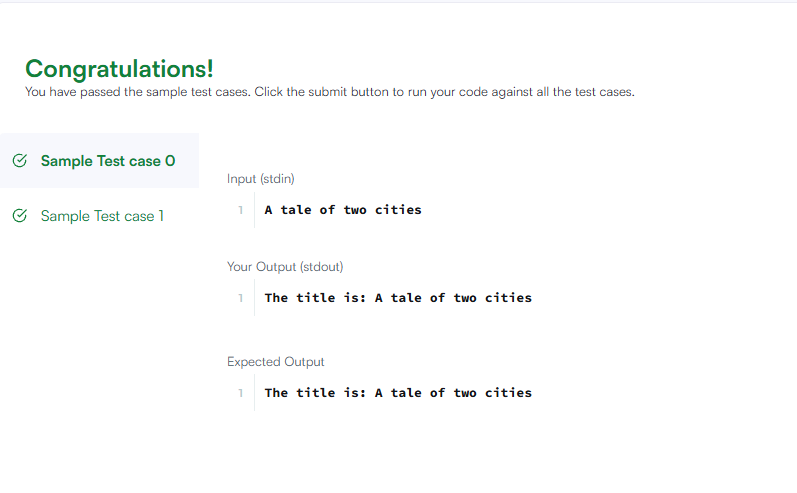 Congratulations!
You have passed the sample test cases. Click the submit button to run your code against all the test cases.
Sample Test case 0
Sample Test case 1
Input (stdin)
1 A tale of two cities
Your Output (stdout)
1 The title is: A tale of two cities
Expected Output
1 The title is: A tale of two cities